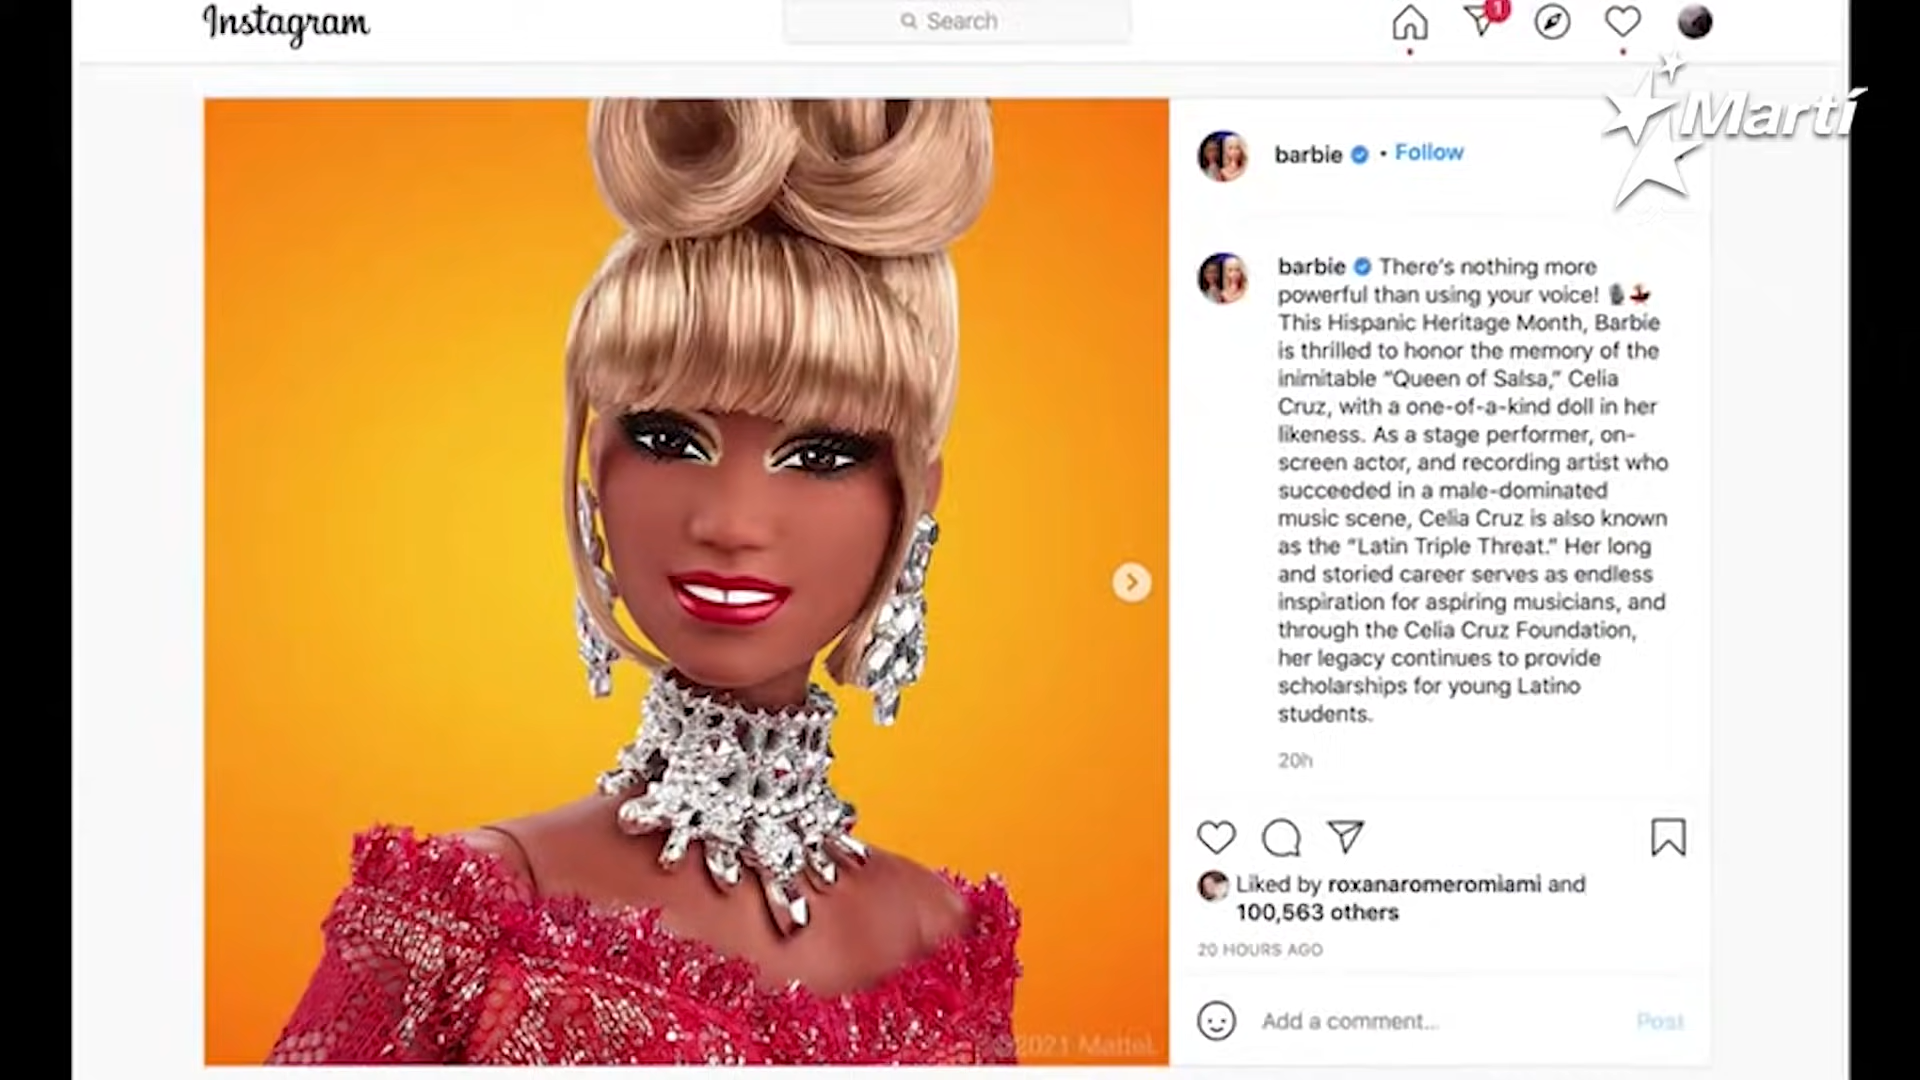 Instagram
Search
1
Martí
barbie • Follow
barbie There's nothing more
powerful than using your voice!
This Hispanic Heritage Month, Barbie
is thrilled to honor the memory of the
inimitable “Queen of Salsa,” Celia
Cruz, with a one-of-a-kind doll in her
likeness. As a stage performer, on-
screen actor, and recording artist who
succeeded in a male-dominated
music scene, Celia Cruz is also known
as the “Latin Triple Threat.” Her long
and storied career serves as endless
inspiration for aspiring musicians, and
through the Celia Cruz Foundation,
her legacy continues to provide
scholarships for young Latino
students.
20h
Liked by roxanaromeromiami and
100,563 others
20 HOURS AGO
Add a comment...
Post
©2021 Mattel